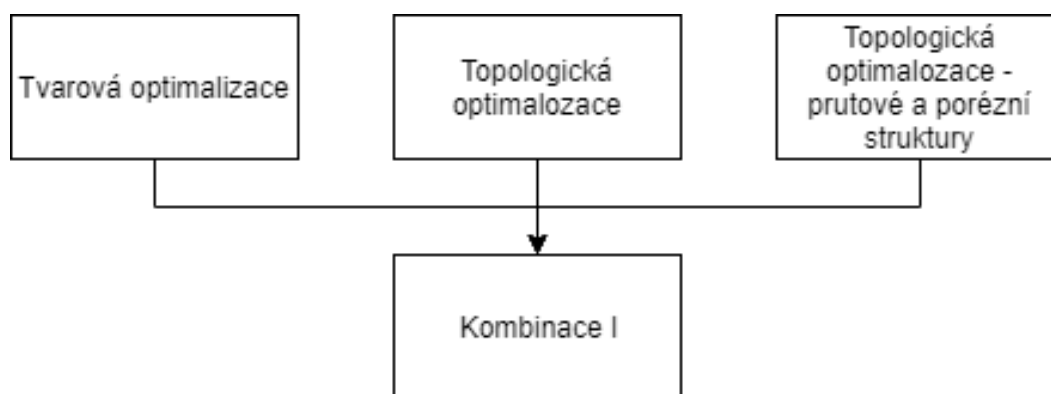 Tvarová optimalizace
Topologická
optimalozace
Topologická
optimalozace -
prutové a porézní
struktury
Kombinace I